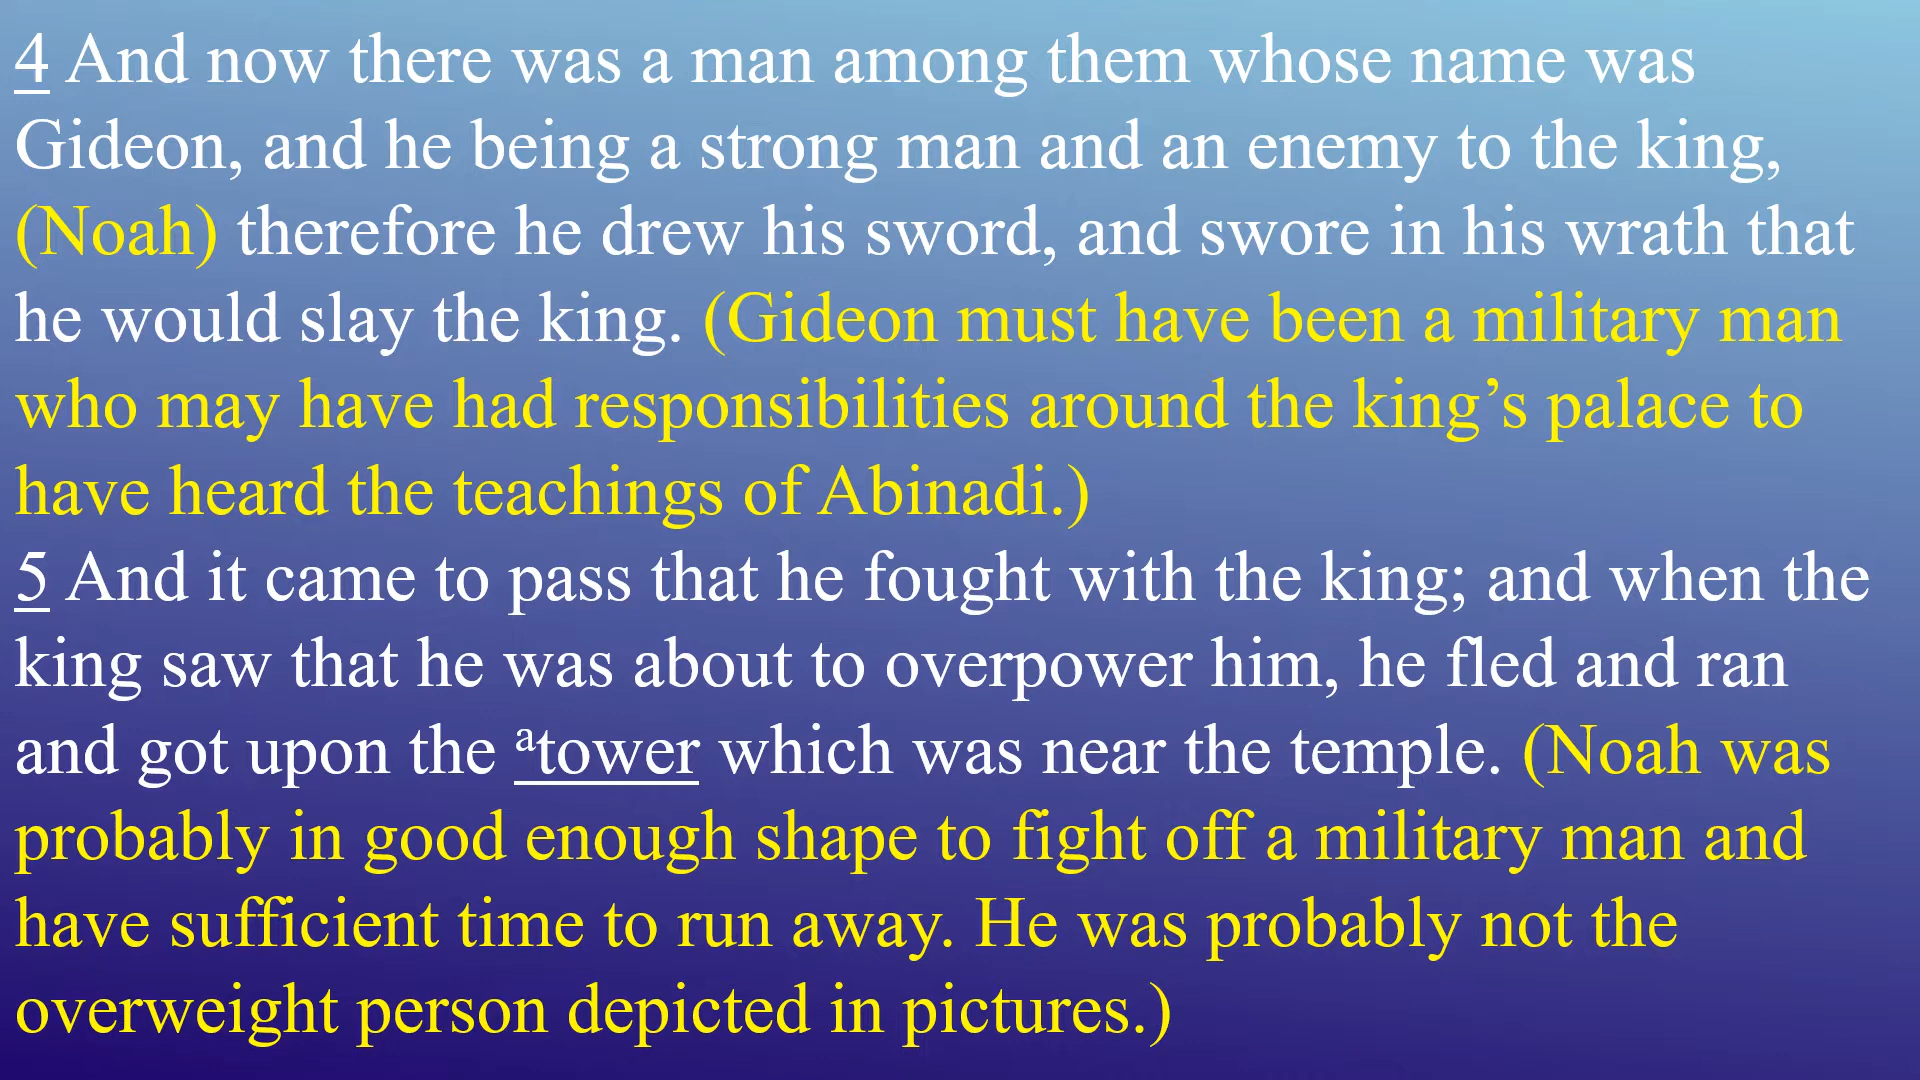 4 And now there was a man among them whose name was
Gideon, and he being a strong man and an enemy to the king,
(Noah) therefore he drew his sword, and swore in his wrath that
he would slay the king. (Gideon must have been a military man
who may have had responsibilities around the king’s palace to
have heard the teachings of Abinadi.)
5 And it came to pass that he fought with the king; and when the
king saw that he was about to overpower him, he fled and ran
and got upon the atower which was near the temple. (Noah was
probably in good enough shape to fight off a military man and
have sufficient time to run away. He was probably not the
overweight person depicted in pictures.)